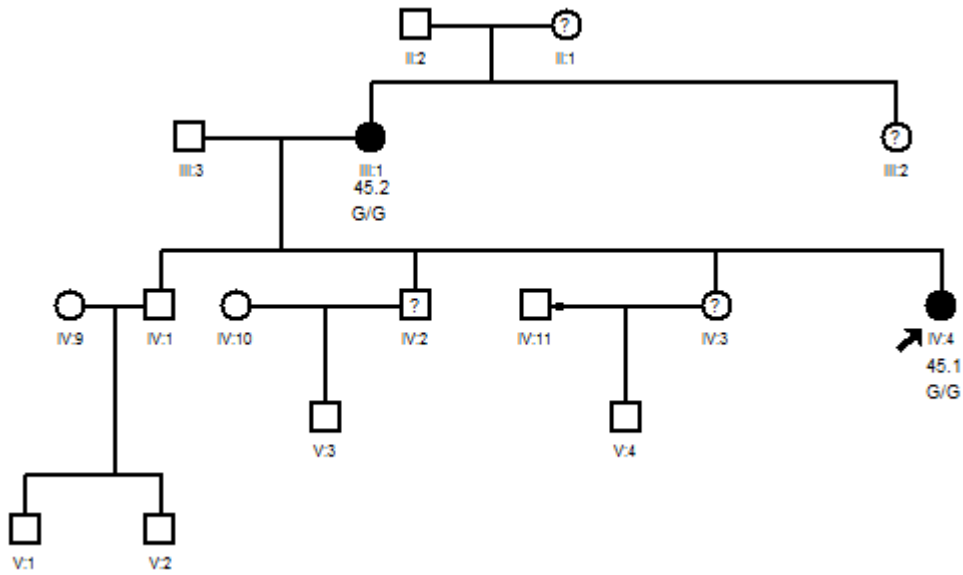 ?
II:2
II:1
?
III:3
III:1
III:2
45.2
G/G
?
?
IV:9
IV:1
IV:10
IV:2
IV:11
IV:3
IV:4
45.1
G/G
V:3
V:4
V:1
V:2